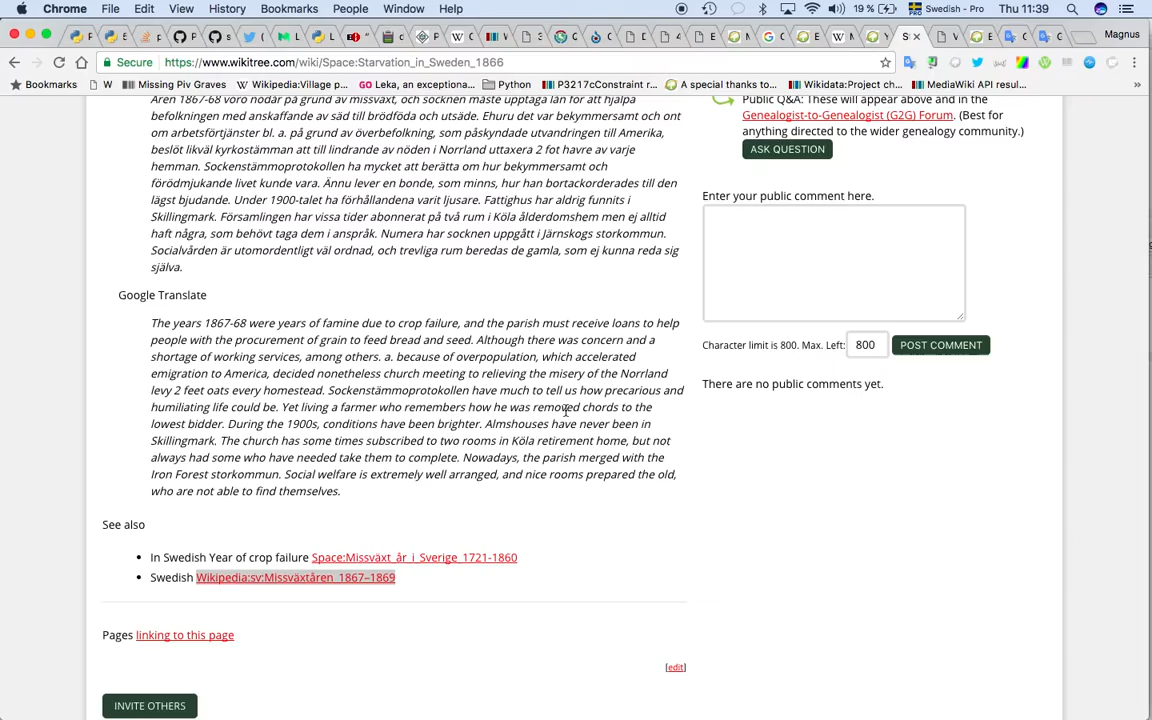 Chrome File Edit View History Bookmarks People Window Help 19 % Swedish - Pro Thu 11:39
Magnus
Secure https://www.wikitree.com/wiki/Space:Starvation_in_Sweden_1866
Bookmarks W Missing Piv Graves Wikipedia:Village p... GO Leka, an exceptiona... Python P3217cConstraint r... A special thanks to... Wikidata:Project ch... MediaWiki API resul... »
Åren 1867-68 voro nödår på grund av missväxt, och socknen måste upptaga lån för att hjälpa
befolkningen med anskaffande av säd till brödföda och utsäde. Ehuru det var bekymmersamt och ont
om arbetsförtjänster bl. a. på grund av överbefolkning, som påskyndade utvandringen till Amerika,
beslöt likväl kyrkostämman att till lindrande av nöden i Norrland uttaxera 2 fot havre av varje
hemman. Sockenstämmoprotokollen ha mycket att berätta om hur bekymmersamt och
förödmjukande livet kunde vara. Ännu lever en bonde, som minns, hur han bortackorderades till den
lägst bjudande. Under 1900-talet ha förhållandena varit ljusare. Fattighus har aldrig funnits i
Skillingmark. Församlingen har vissa tider abonnerat på två rum i Köla ålderdomshem men ej alltid
haft några, som behövt taga dem i anspråk. Numera har socknen uppgått i Järnskogs storkommun.
Socialvården är utomordentligt väl ordnad, och trevliga rum beredas de gamla, som ej kunna reda sig
själva.
Google Translate
The years 1867-68 were years of famine due to crop failure, and the parish must receive loans to help
people with the procurement of grain to feed bread and seed. Although there was concern and a
shortage of working services, among others. a. because of overpopulation, which accelerated
emigration to America, decided nonetheless church meeting to relieving the misery of the Norrland
levy 2 feet oats every homestead. Sockenstämmoprotokollen have much to tell us how precarious and
humiliating life could be. Yet living a farmer who remembers how he was removed chords to the
lowest bidder. During the 1900s, conditions have been brighter. Almshouses have never been in
Skillingmark. The church has some times subscribed to two rooms in Köla retirement home, but not
always had some who have needed take them to complete. Nowadays, the parish merged with the
Iron Forest storkommun. Social welfare is extremely well arranged, and nice rooms prepared the old,
who are not able to find themselves.
See also
• In Swedish Year of crop failure Space:Missväxt_år_i_Sverige_1721-1860
• Swedish Wikipedia:sv:Missväxtåren_1867–1869
Pages linking to this page
[edit]
INVITE OTHERS
Public Q&A: These will appear above and in the
Genealogist-to-Genealogist (G2G) Forum. (Best for
anything directed to the wider genealogy community.)
ASK QUESTION
Enter your public comment here.
Character limit is 800. Max. Left: 800 POST COMMENT
There are no public comments yet.